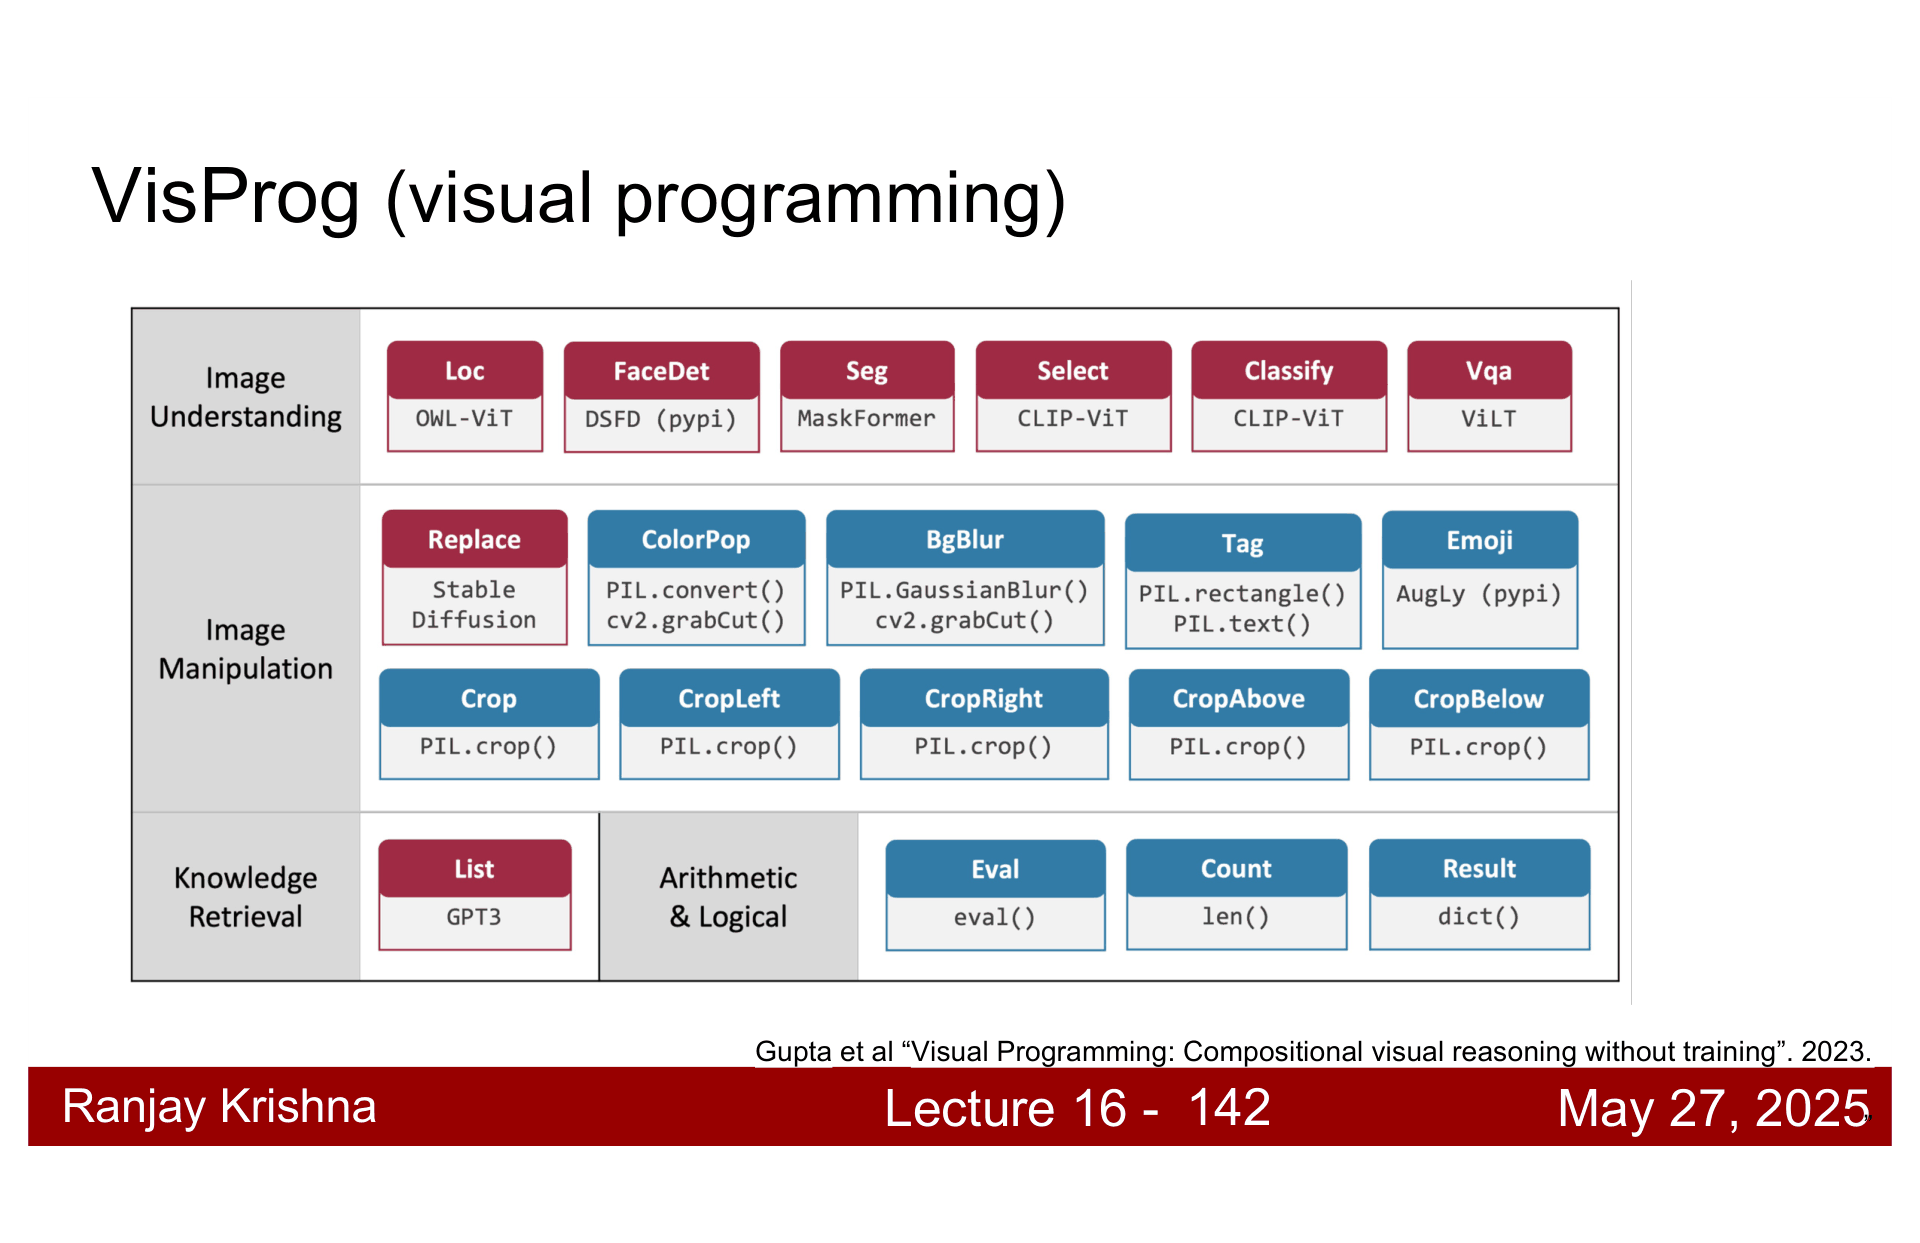 VisProg (visual programming)
Image
Understanding
Loc
OWL-ViT
FaceDet
DSFD (pypi)
Seg
MaskFormer
Select
CLIP-ViT
Classify
CLIP-ViT
Vqa
ViLT
Image
Manipulation
Replace
Stable
Diffusion
ColorPop
PIL.convert()
cv2.grabCut()
BgBlur
PIL.GaussianBlur()
cv2.grabCut()
Tag
PIL.rectangle()
PIL.text()
Emoji
AugLy (pypi)
Crop
PIL.crop()
CropLeft
PIL.crop()
CropRight
PIL.crop()
CropAbove
PIL.crop()
CropBelow
PIL.crop()
Knowledge
Retrieval
List
GPT3
Arithmetic
& Logical
Eval
eval()
Count
len()
Result
dict()
Gupta et al “Visual Programming: Compositional visual reasoning without training”. 2023.
Ranjay Krishna
Lecture 16 - 142
May 27, 2025